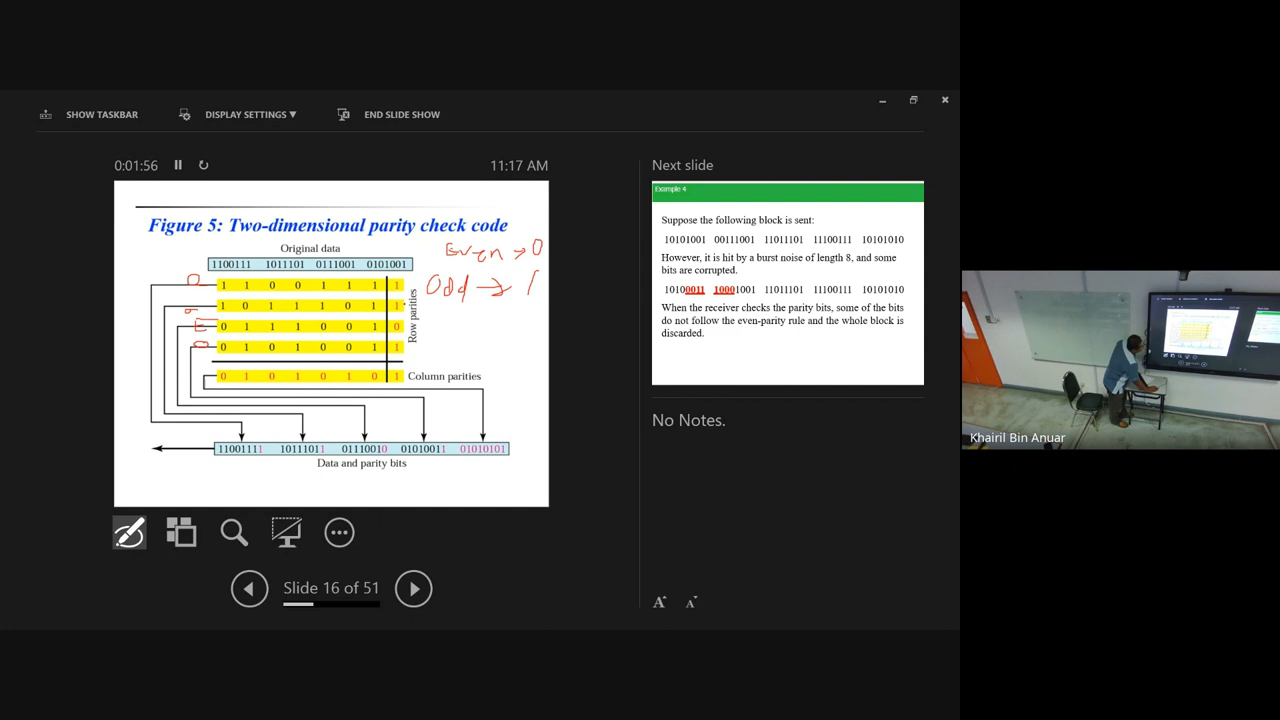 SHOW TASKBAR
DISPLAY SETTINGS ▼
END SLIDE SHOW
0:01:56
11:17 AM
Figure 5: Two-dimensional parity check code
Original data
1100111 1011101 0111001 0101001
Even → 0
Odd → 1
O 1 1 0 0 1 1 1 1
1 0 1 1 1 0 1 1
E 0 1 1 1 0 0 1 0
O 0 1 0 1 0 0 1 1
Row parities
0 1 0 1 0 1 0 1
Column parities
11001111 10111011 01110010 01010011 01010101
Data and parity bits
Slide 16 of 51
Next slide
Example 4
Suppose the following block is sent:
10101001 00111001 11011101 11100111 10101010
However, it is hit by a burst noise of length 8, and some
bits are corrupted.
10100011 10001001 11011101 11100111 10101010
When the receiver checks the parity bits, some of the bits
do not follow the even-parity rule and the whole block is
discarded.
No Notes.
A A
Khairil Bin Anuar